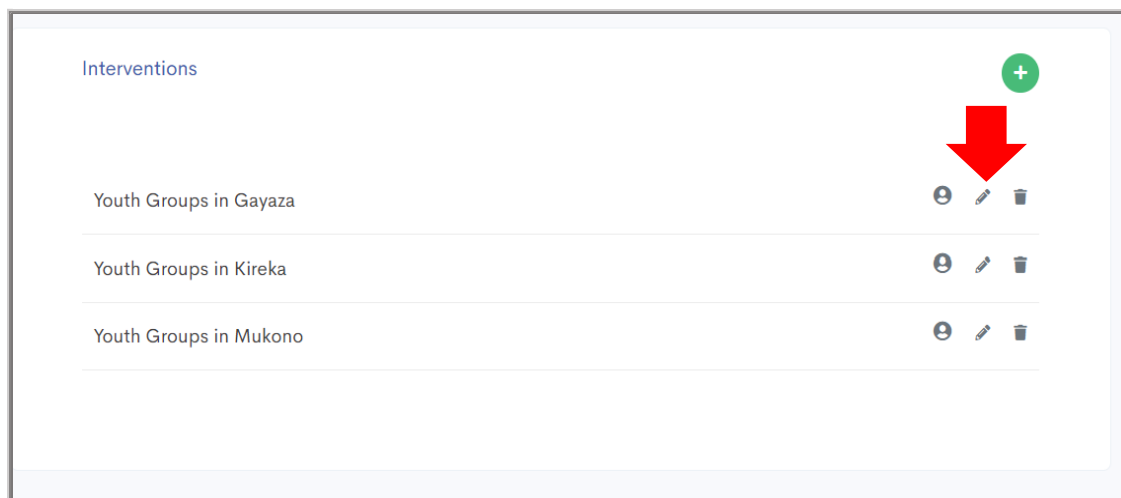 Interventions
Youth Groups in Gayaza
Youth Groups in Kireka
Youth Groups in Mukono